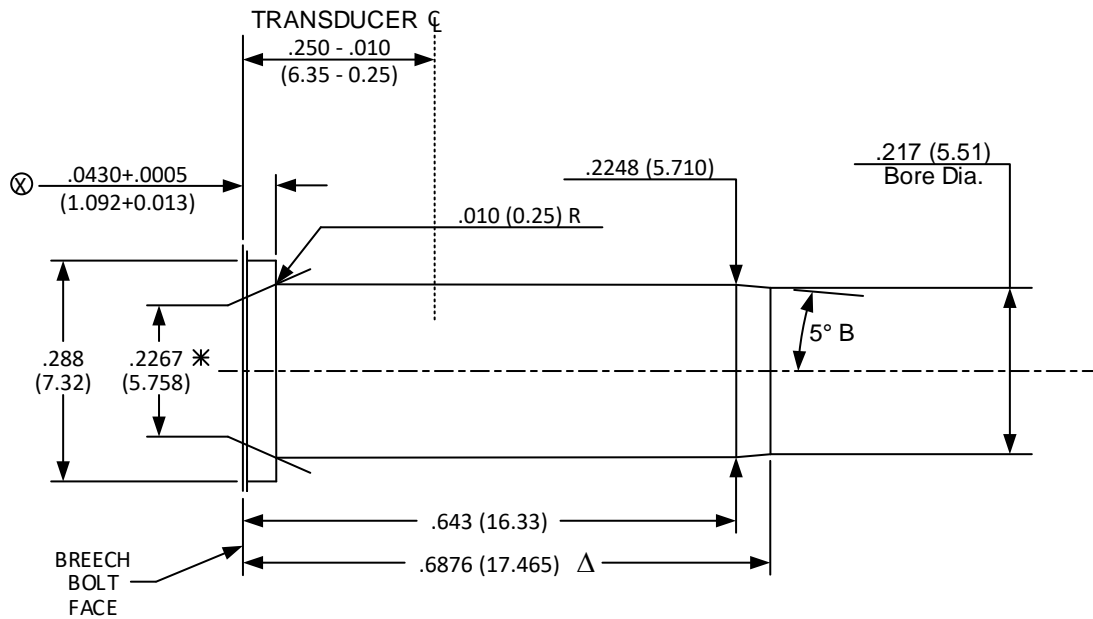 TRANSDUCER ℄
.250 - .010
(6.35 - 0.25)
Ⓧ .0430+.0005
(1.092+0.013)
.2248 (5.710)
.217 (5.51)
Bore Dia.
.010 (0.25) R
5° B
.288
(7.32)
.2267 ✳
(5.758)
.643 (16.33)
.6876 (17.465) Δ
BREECH
BOLT
FACE